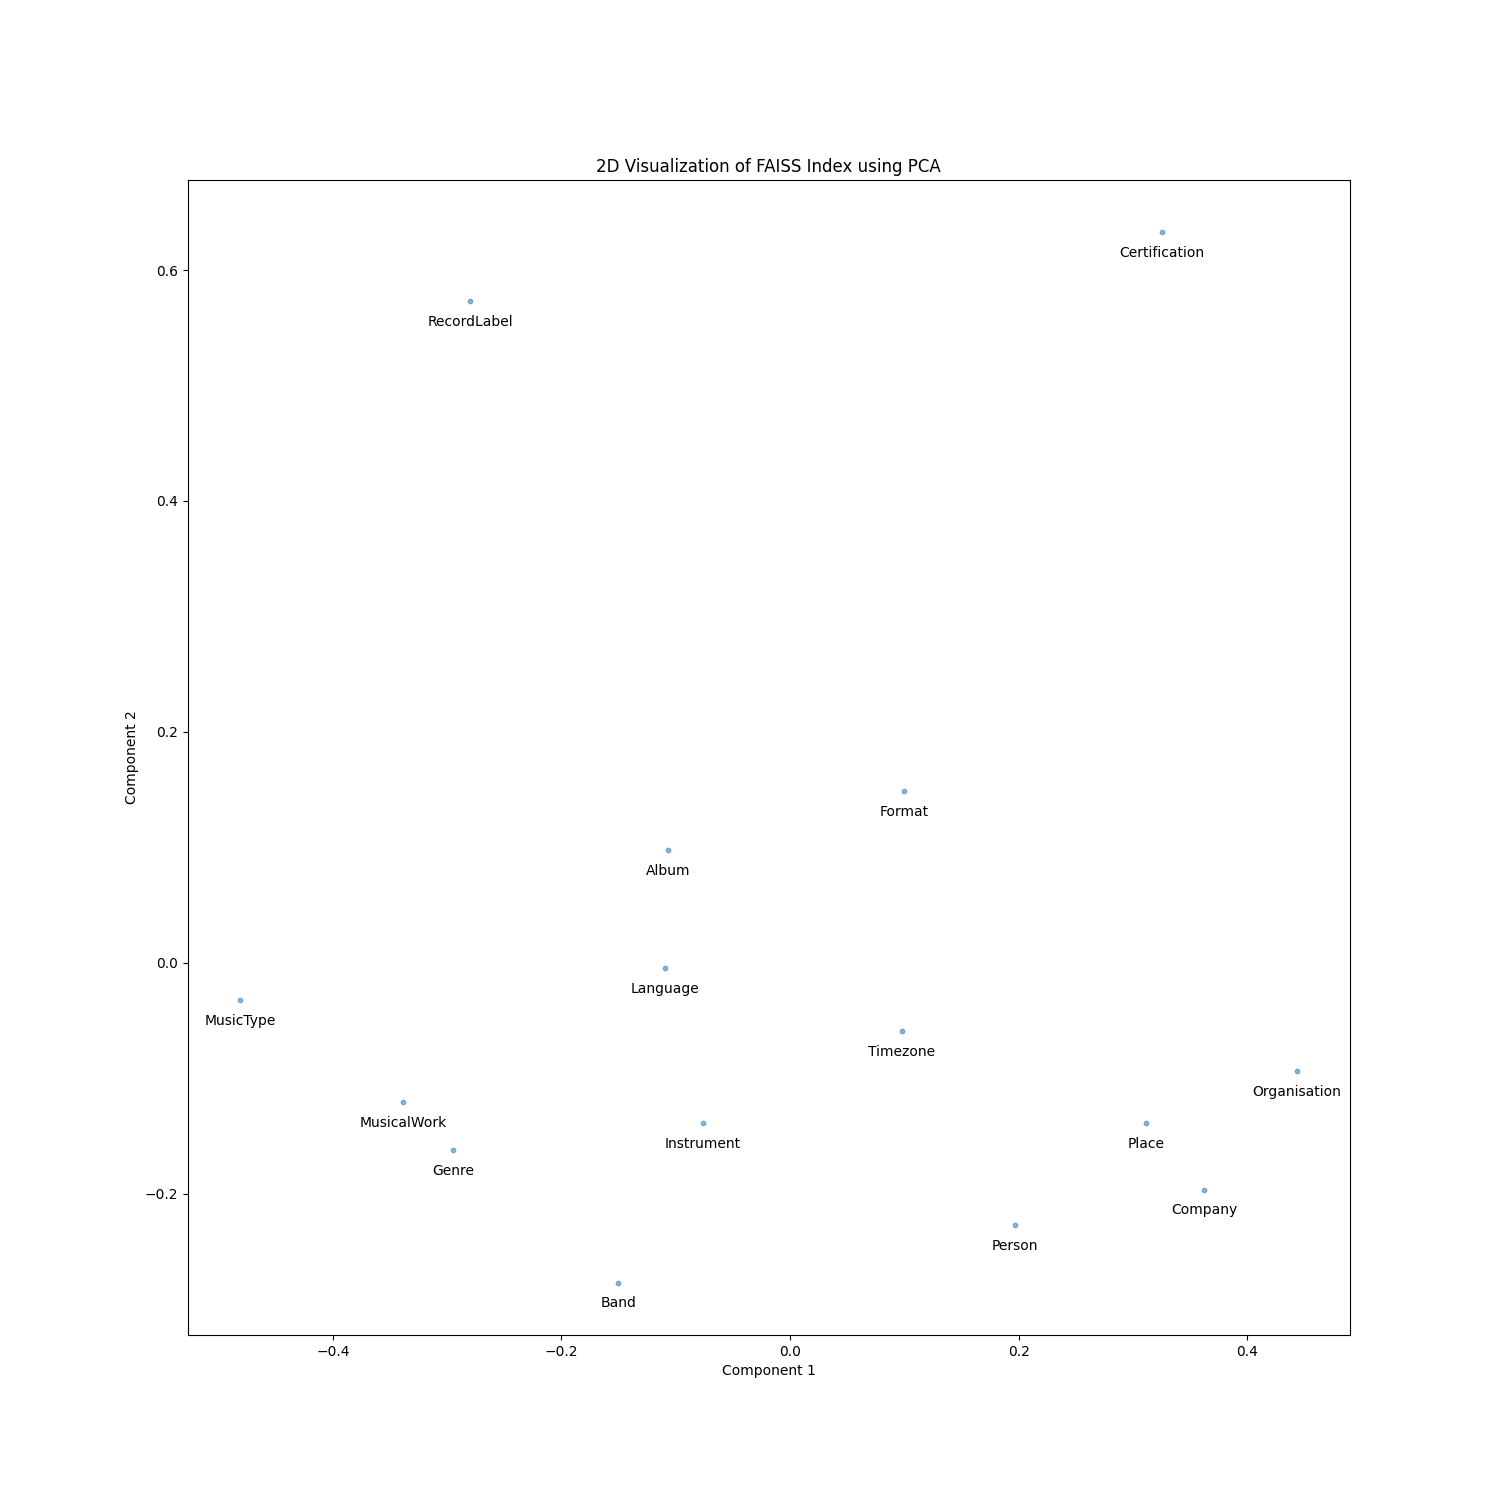 2D Visualization of FAISS Index using PCA
Certification
RecordLabel
Format
Album
Language
MusicType
Timezone
Organisation
MusicalWork
Instrument
Place
Genre
Company
Person
Band
0.6
0.4
0.2
0.0
−0.2
Component 2
−0.4
−0.2
0.0
0.2
0.4
Component 1